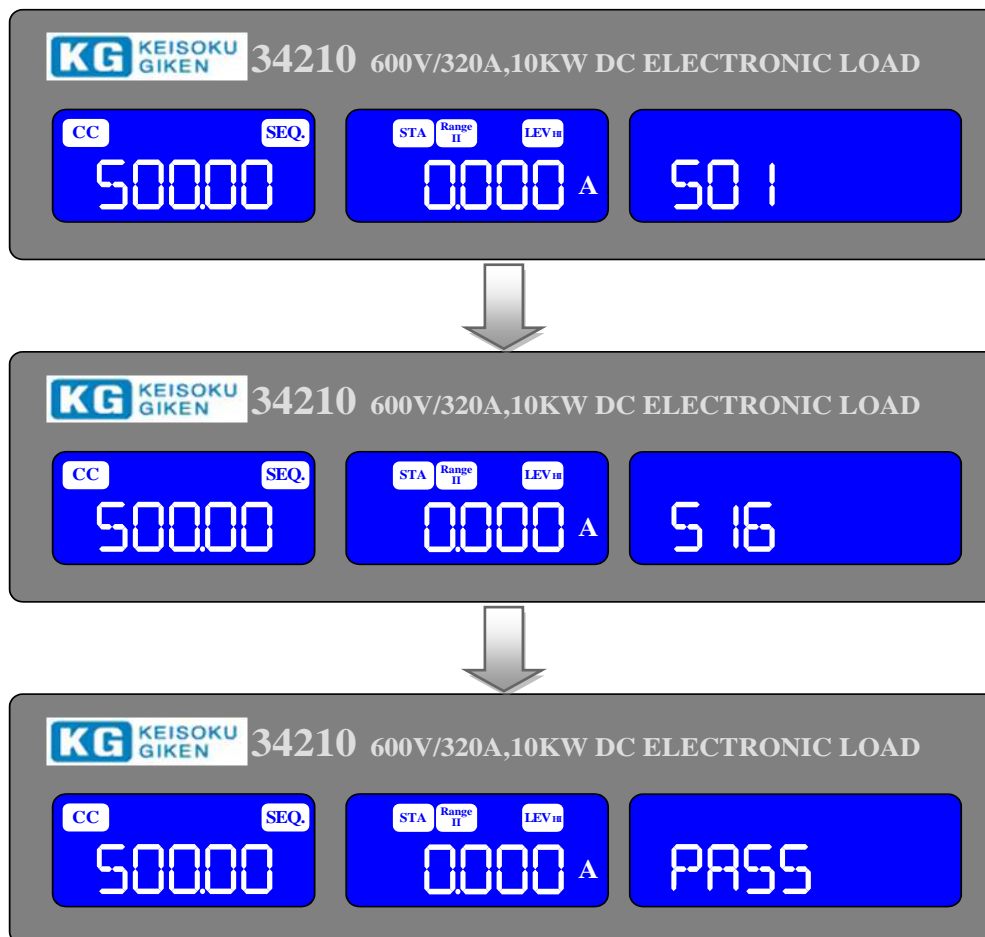 KG KEISOKU GIKEN 34210 600V/320A,10KW DC ELECTRONIC LOAD
CC SEQ. STA Range II LEV HI
500.00 0.000 A S01
KG KEISOKU GIKEN 34210 600V/320A,10KW DC ELECTRONIC LOAD
CC SEQ. STA Range II LEV HI
500.00 0.000 A S16
KG KEISOKU GIKEN 34210 600V/320A,10KW DC ELECTRONIC LOAD
CC SEQ. STA Range II LEV HI
500.00 0.000 A PASS